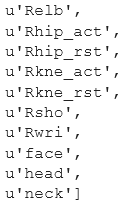 u'Relb',
u'Rhip_act',
u'Rhip_rst',
u'Rkne_act',
u'Rkne_rst',
u'Rsho',
u'Rwri',
u'face',
u'head',
u'neck']